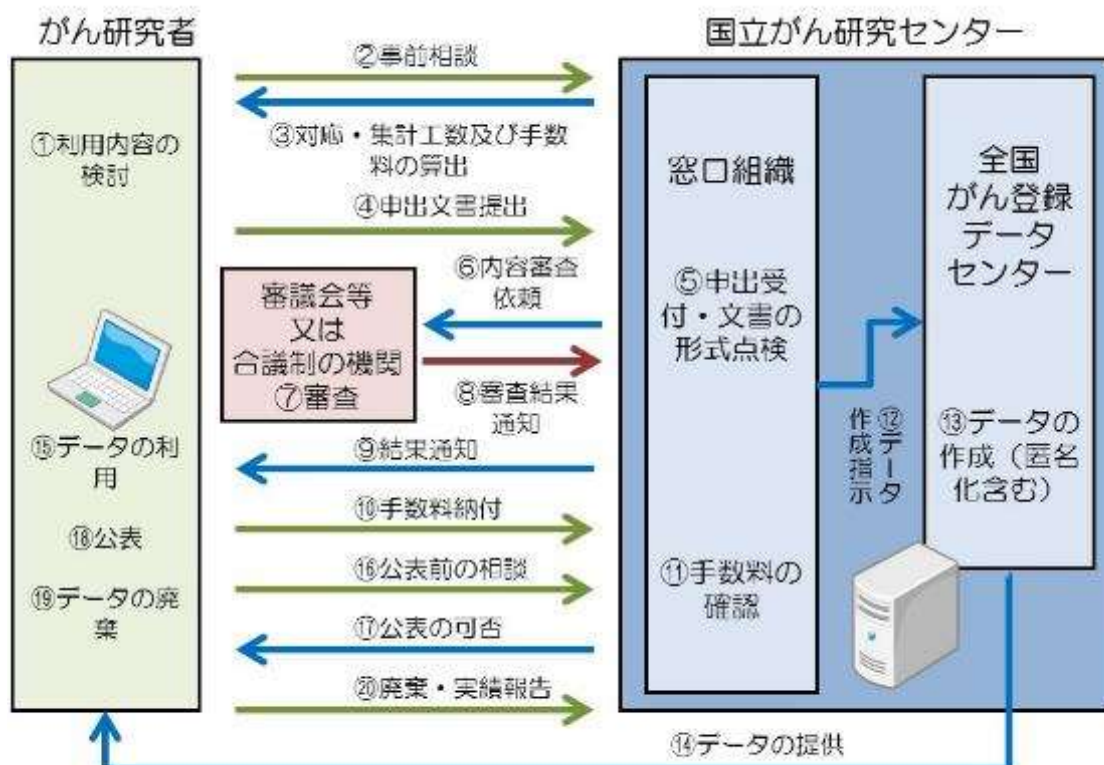 がん研究者
国立がん研究センター
②事前相談
①利用内容の
検討
③対応・集計工数及び手数
料の算出
窓口組織
全国
がん登録
データ
センター
④申出文書提出
⑥内容審査
依頼
⑤申出受
付・文書の
形式点検
審議会等
又は
合議制の機関
⑦審査
⑧審査結果
通知
⑫データ
作成指示
⑬データの
作成（匿名
化含む）
⑮データの利
用
⑨結果通知
⑩手数料納付
⑱公表
⑯公表前の相談
⑪手数料の
確認
⑲データの廃
棄
⑰公表の可否
⑳廃棄・実績報告
⑭データの提供